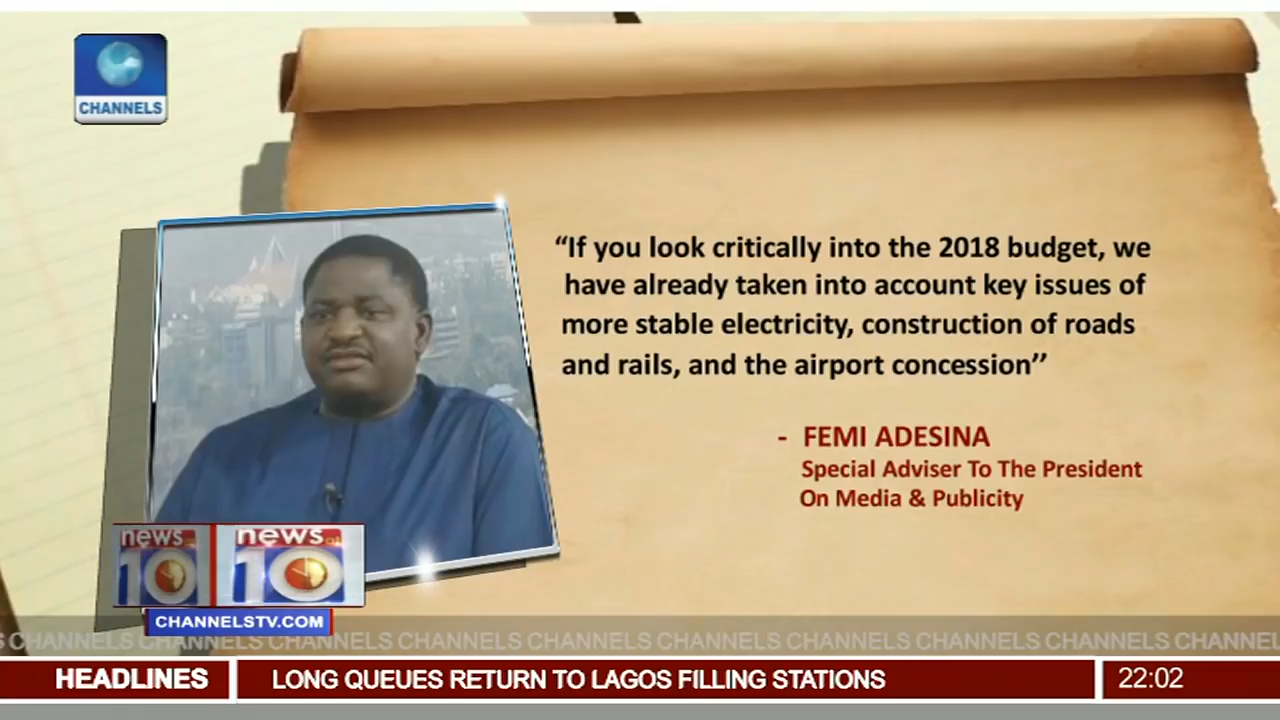 CHANNELS
“If you look critically into the 2018 budget, we
have already taken into account key issues of
more stable electricity, construction of roads
and rails, and the airport concession’’
- FEMI ADESINA
Special Adviser To The President
On Media & Publicity
news
10
news at
10
CHANNELSTV.COM
CHANNELS CHANNELS CHANNELS CHANNELS CHANNELS CHANNELS CHANNELS CHANNELS
HEADLINES
LONG QUEUES RETURN TO LAGOS FILLING STATIONS
22:02